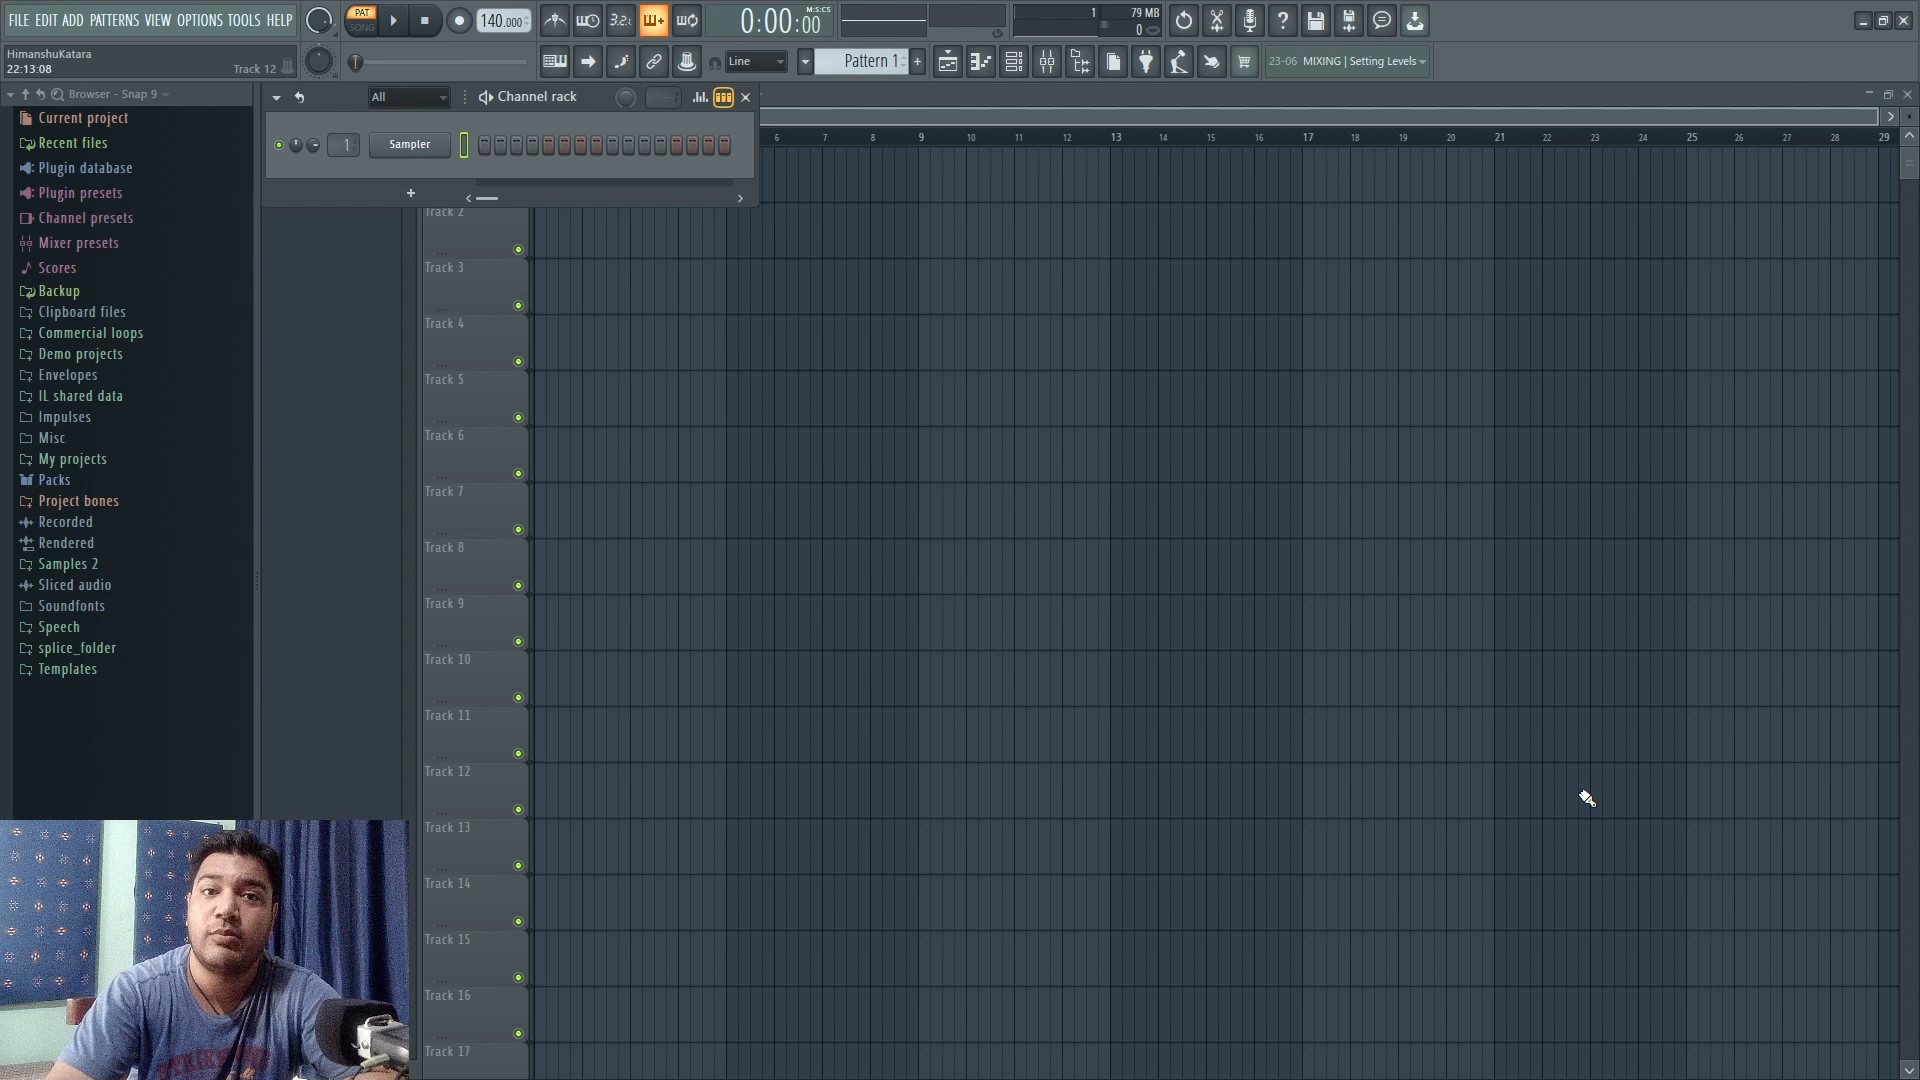 FILE EDIT ADD PATTERNS VIEW OPTIONS TOOLS HELP
PAT
SONG
140.000
3.2.
M:S:CS
0:00:00
1
79 MB
0
HimanshuKatara
22:13:08
Track 12
Line
Pattern 1
+
23-06 MIXING | Setting Levels
Browser - Snap 9
All
Channel rack
Current project
Recent files
Plugin database
Plugin presets
Channel presets
Mixer presets
Scores
Backup
Clipboard files
Commercial loops
Demo projects
Envelopes
IL shared data
Impulses
Misc
My projects
Packs
Project bones
Recorded
Rendered
Samples 2
Sliced audio
Soundfonts
Speech
splice_folder
Templates
1
Sampler
+
6 7 8 9 10 11 12 13 14 15 16 17 18 19 20 21 22 23 24 25 26 27 28 29
Track 2
Track 3
Track 4
Track 5
Track 6
Track 7
Track 8
Track 9
Track 10
Track 11
Track 12
Track 13
Track 14
Track 15
Track 16
Track 17